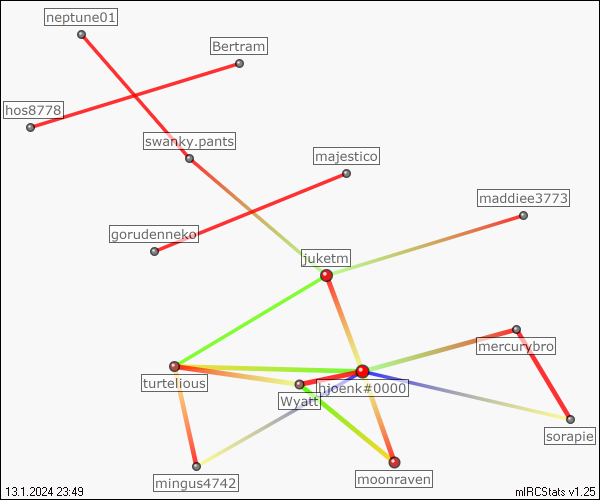 neptune01
Bertram
hos8778
swanky.pants
majestico
maddiee3773
gorudenneko
juketm
mercurybro
turtelious
hjoenk#0000
Wyatt
sorapie
mingus4742
moonraven
13.1.2024 23:49
mIRCStats v1.25